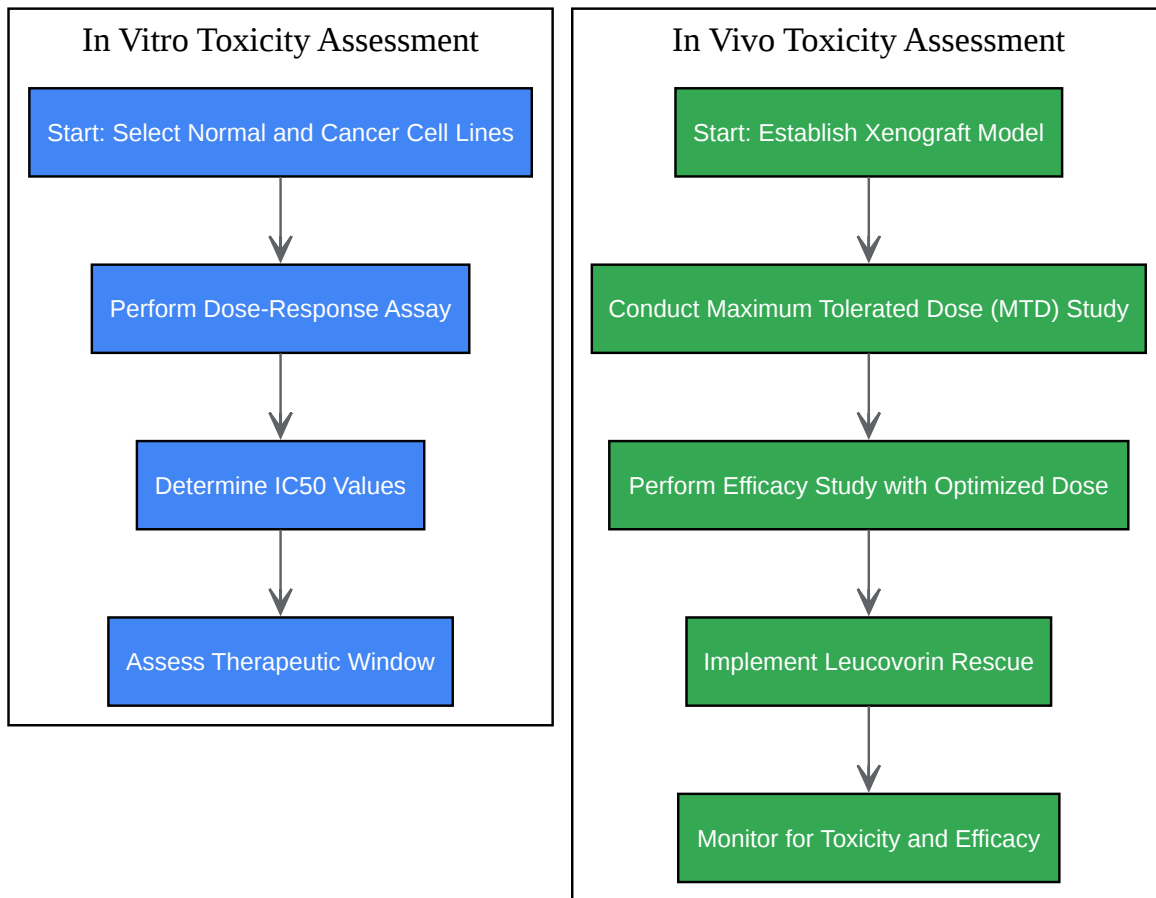 In Vitro Toxicity Assessment
Start: Select Normal and Cancer Cell Lines
Perform Dose-Response Assay
Determine IC50 Values
Assess Therapeutic Window
In Vivo Toxicity Assessment
Start: Establish Xenograft Model
Conduct Maximum Tolerated Dose (MTD) Study
Perform Efficacy Study with Optimized Dose
Implement Leucovorin Rescue
Monitor for Toxicity and Efficacy